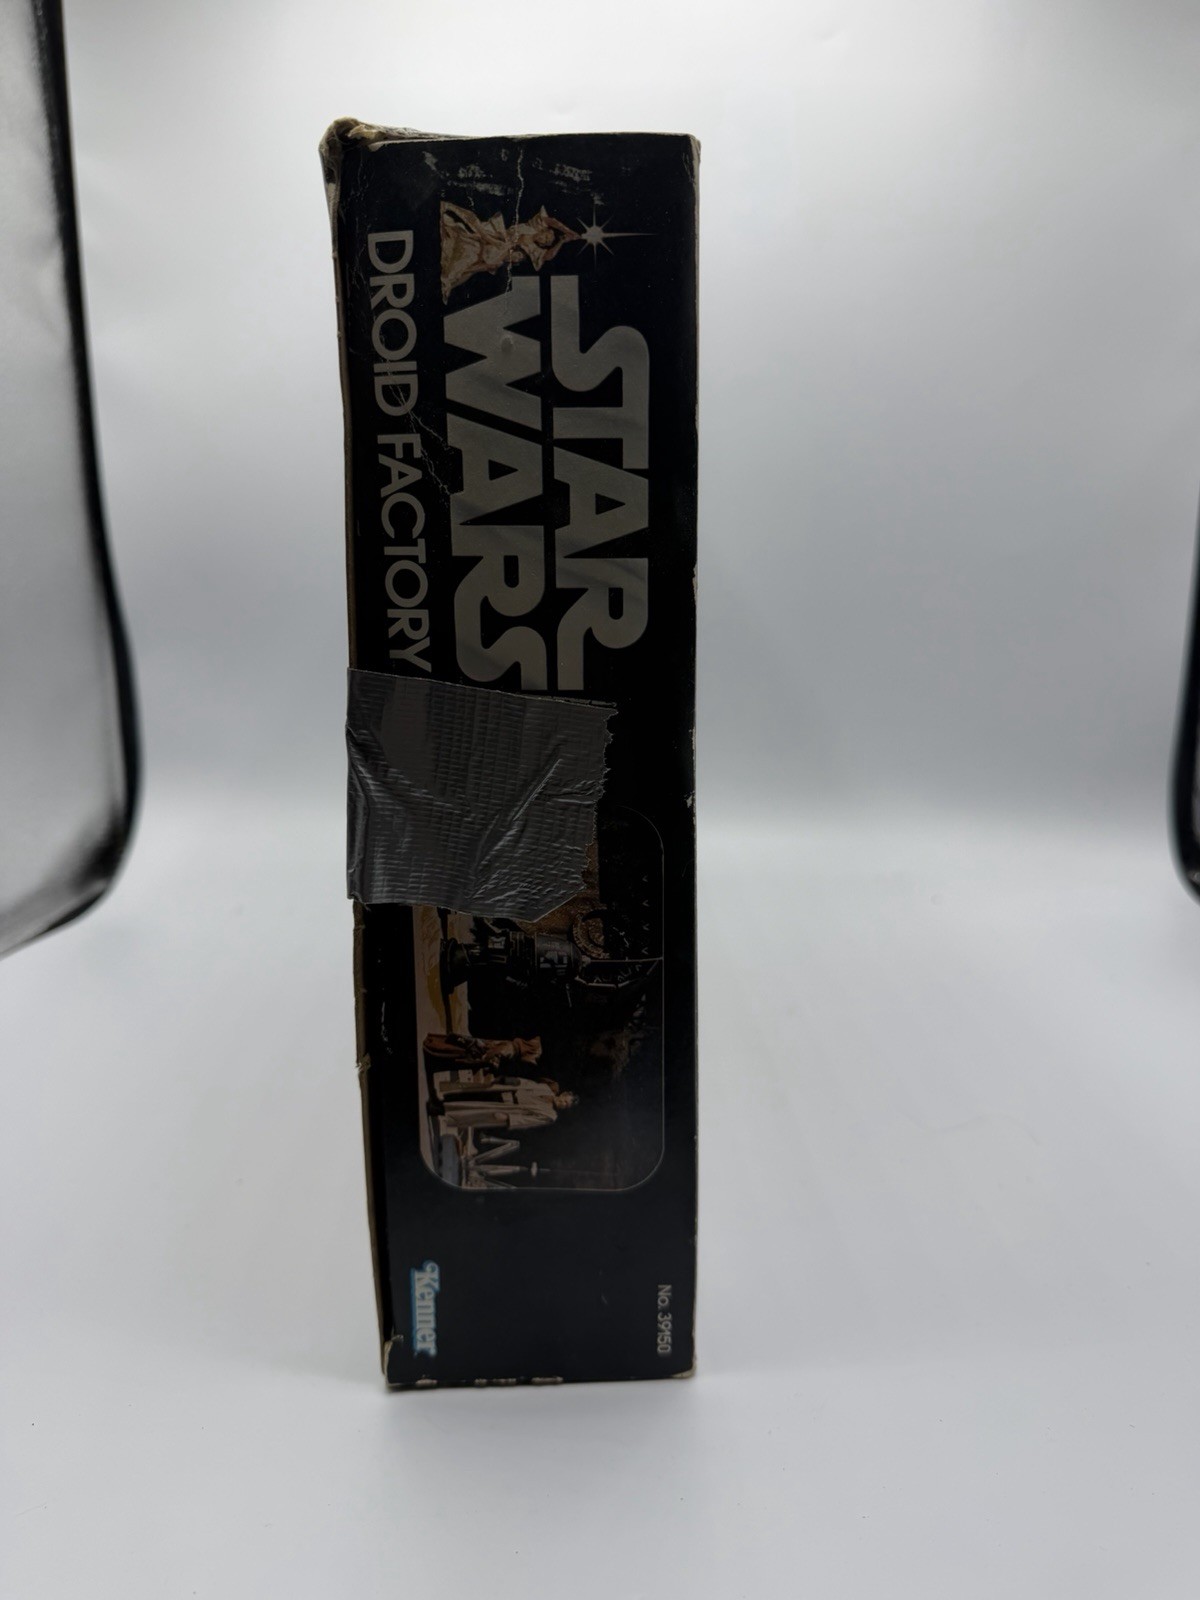 STAR
WARS
DROID FACTORY
Kenner
No. 39150